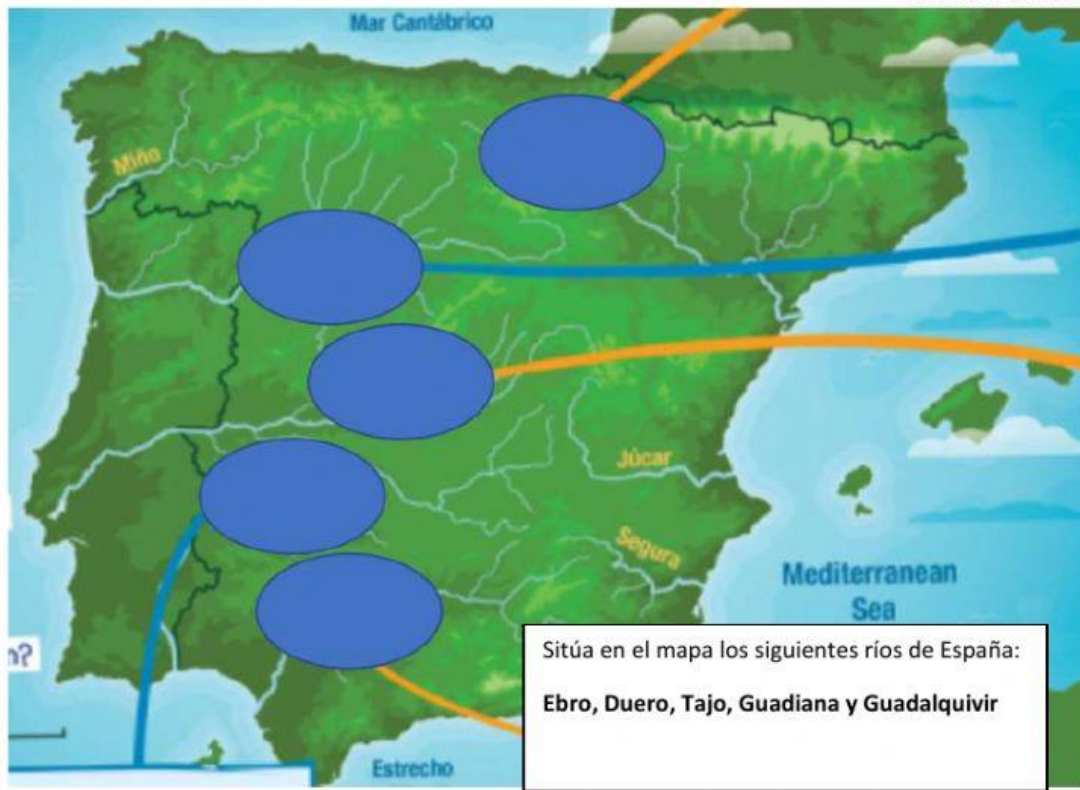 Mar Cantábrico
Miño
Júcar
Segura
Mediterranean
Sea
n?
Sitúa en el mapa los siguientes ríos de España:
Ebro, Duero, Tajo, Guadiana y Guadalquivir
Estrecho